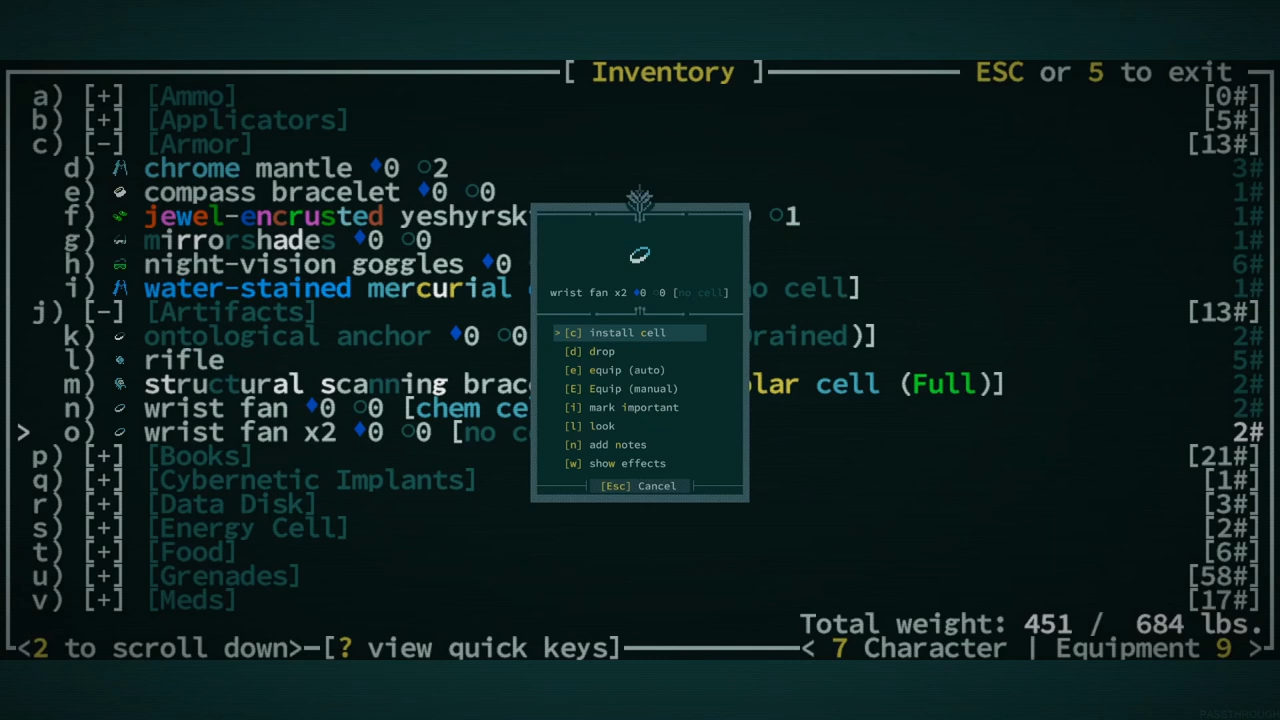 [ Inventory ] ESC or 5 to exit
a) [+] [Ammo] [0#]
b) [+] [Applicators] [5#]
c) [-] [Armor] [13#]
d) chrome mantle ♦0 ○2 3#
e) compass bracelet ♦0 ○0 1#
f) jewel-encrusted yeshyrsk ○1 1#
g) mirrorshades ♦0 ○0 1#
h) night-vision goggles ♦0 6#
i) water-stained mercurial no cell] 1#
j) [-] [Artifacts] [13#]
k) ontological anchor ♦0 ○0 Drained)] 2#
l) rifle 5#
m) structural scanning brac olar cell (Full)] 2#
n) wrist fan ♦0 ○0 [chem ce 2#
> o) wrist fan x2 ♦0 ○0 [no c 2#
p) [+] [Books] [21#]
q) [+] [Cybernetic Implants] [1#]
r) [+] [Data Disk] [3#]
s) [+] [Energy Cell] [2#]
t) [+] [Food] [6#]
u) [+] [Grenades] [58#]
v) [+] [Meds] [17#]
Total weight: 451 / 684 lbs.
<2 to scroll down> [? view quick keys] < 7 Character | Equipment 9 >
wrist fan x2 ♦0 ○0 [no cell]
> [c] install cell
[d] drop
[e] equip (auto)
[E] Equip (manual)
[i] mark important
[l] look
[n] add notes
[w] show effects
[Esc] Cancel